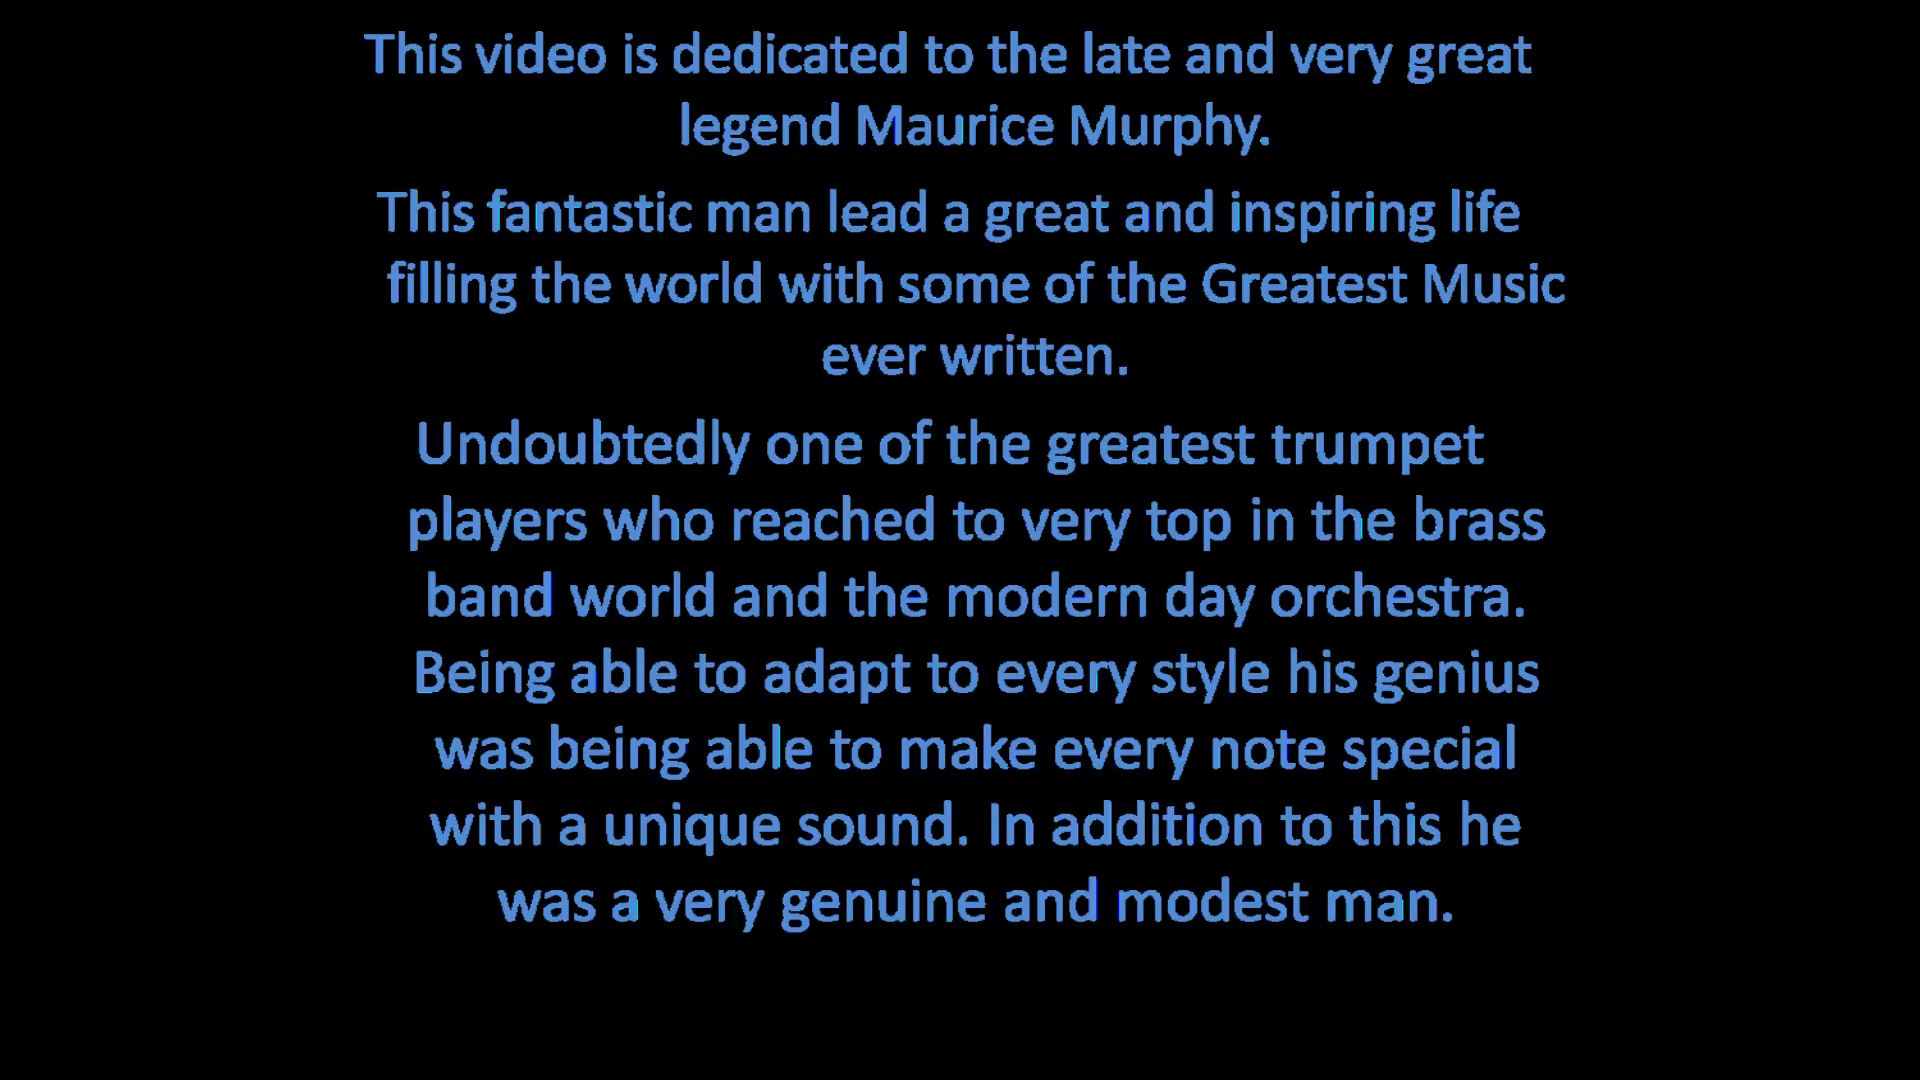 This video is dedicated to the late and very great
legend Maurice Murphy.
This fantastic man lead a great and inspiring life
filling the world with some of the Greatest Music
ever written.
Undoubtedly one of the greatest trumpet
players who reached to very top in the brass
band world and the modern day orchestra.
Being able to adapt to every style his genius
was being able to make every note special
with a unique sound. In addition to this he
was a very genuine and modest man.